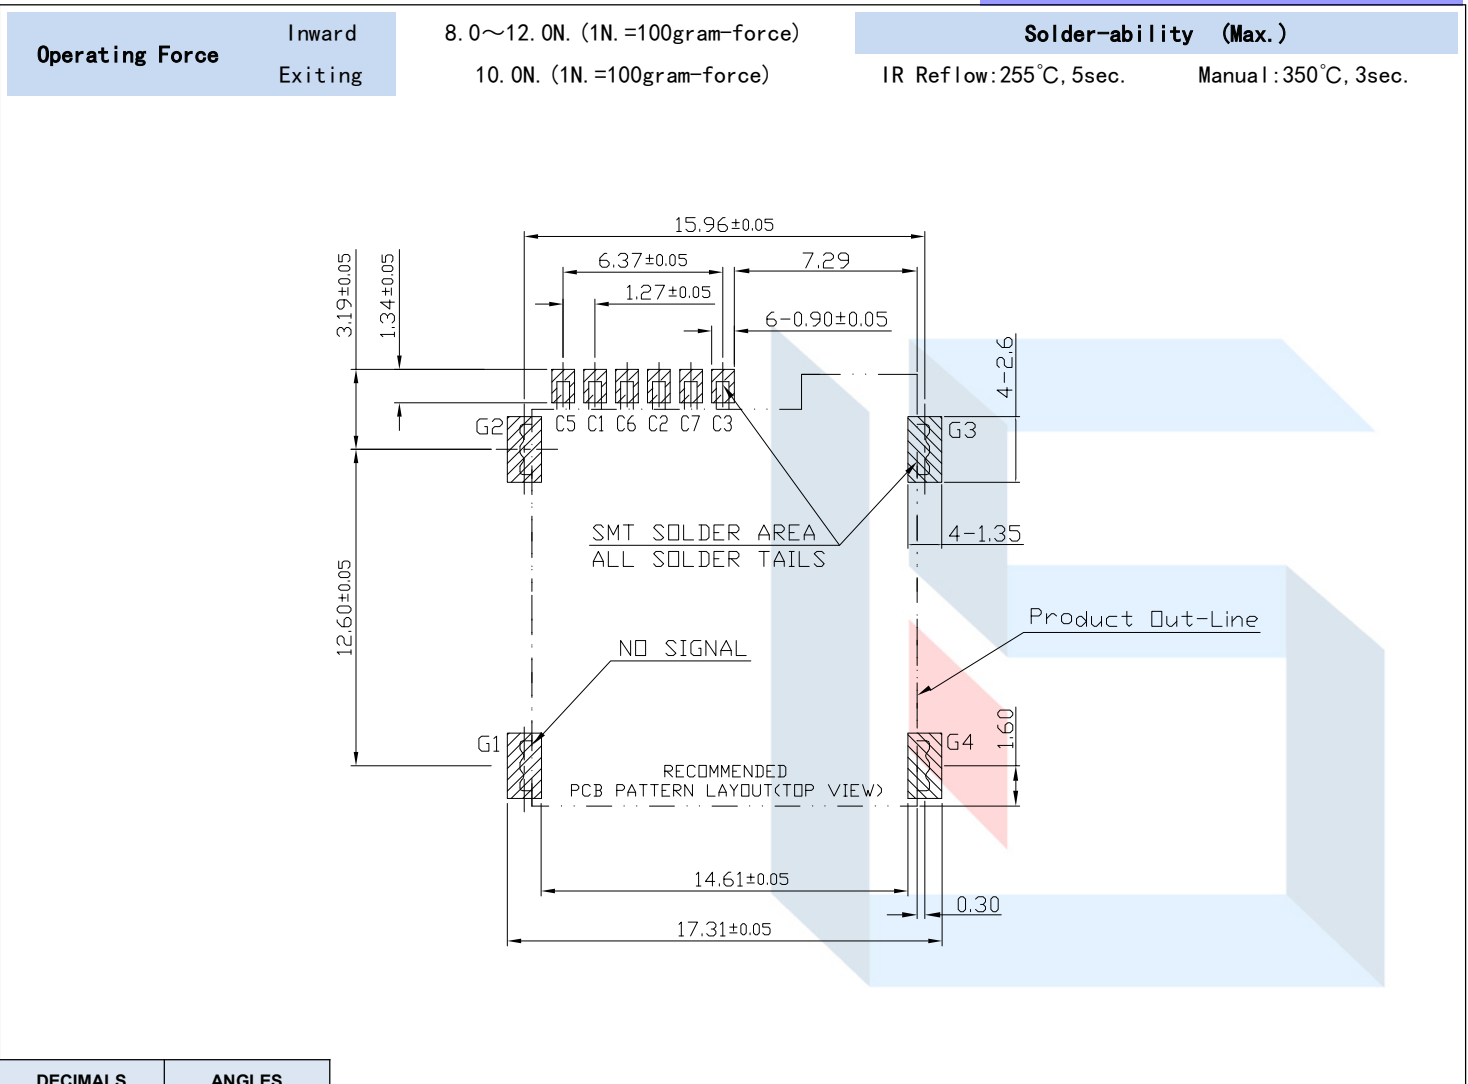 Operating Force
Inward
8.0～12.0N.(1N.=100gram-force)
Solder-ability (Max.)
Exiting
10.0N.(1N.=100gram-force)
IR Reflow:255℃,5sec.
Manual:350℃,3sec.
15.96±0.05
6.37±0.05
7.29
1.27±0.05
6-0.90±0.05
3.19±0.05
1.34±0.05
4-2.6
G2
C5 C1 C6 C2 C7 C3
G3
SMT SOLDER AREA
ALL SOLDER TAILS
4-1.35
12.60±0.05
Product Out-Line
NO SIGNAL
G1
G4
1.60
RECOMMENDED
PCB PATTERN LAYOUT(TOP VIEW)
14.61±0.05
0.30
17.31±0.05
DECIMALS
ANGLES